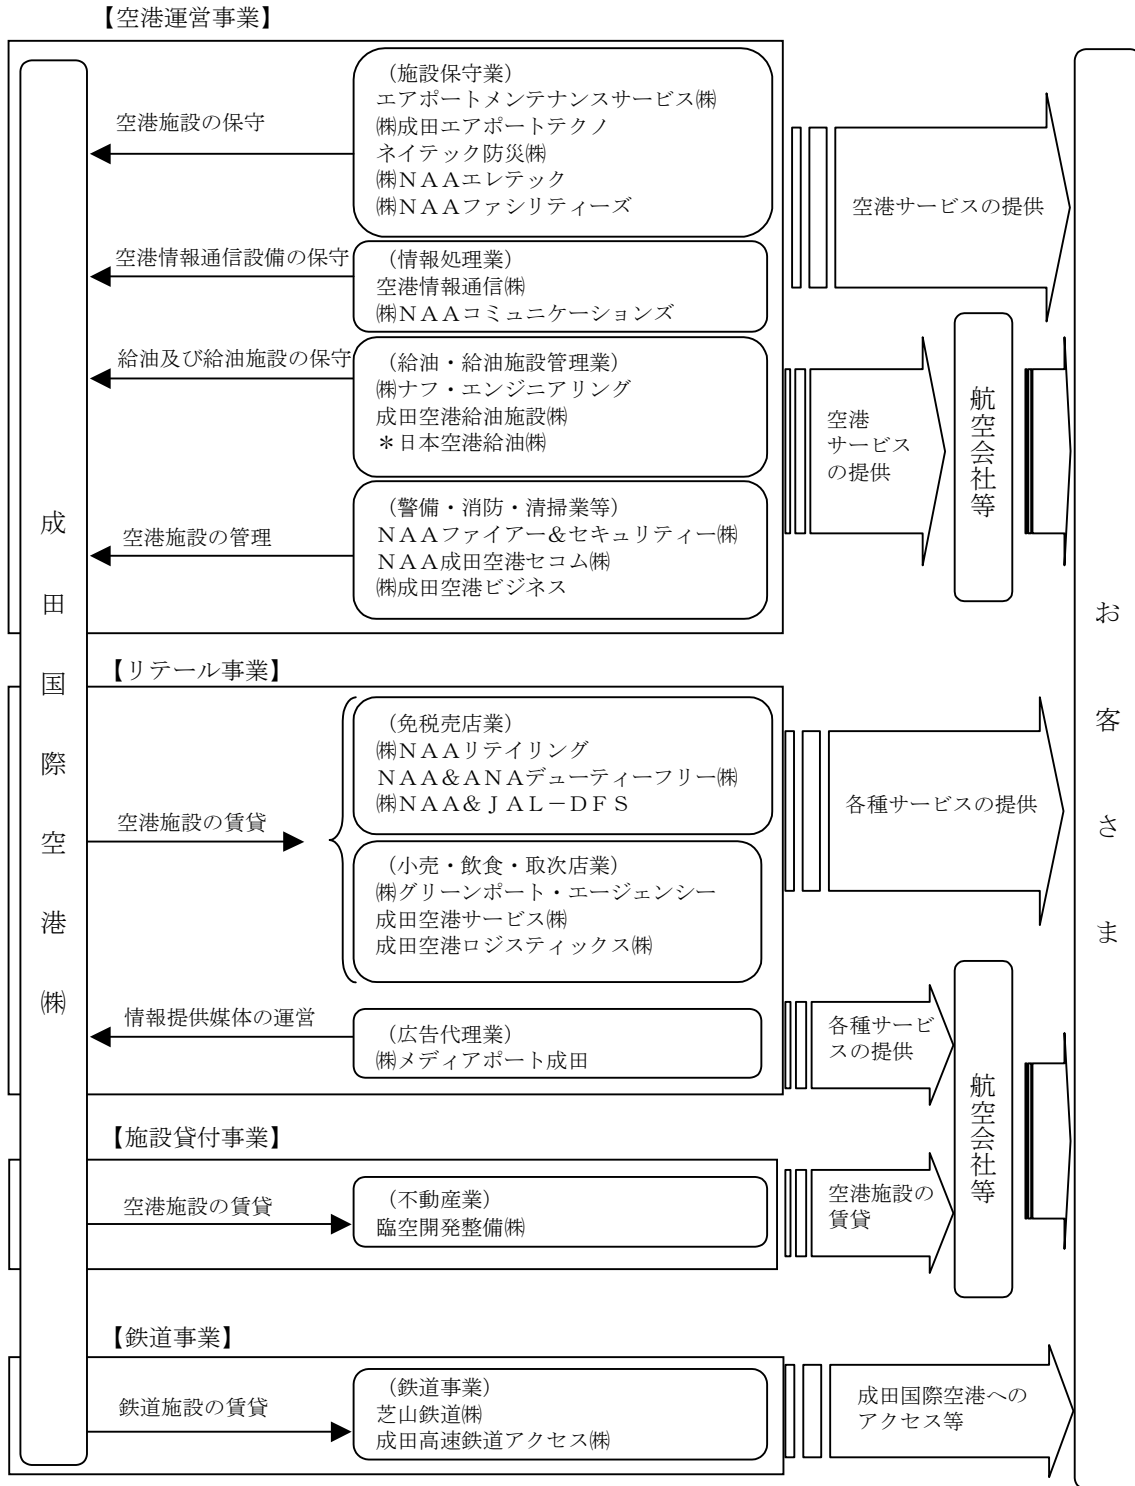 【空港運営事業】
成田国際空港㈱
空港施設の保守
（施設保守業）
エアポートメンテナンスサービス㈱
㈱成田エアポートテクノ
ネイテック防災㈱
㈱ＮＡＡエレテック
㈱ＮＡＡファシリティーズ
空港サービスの提供
空港情報通信設備の保守
（情報処理業）
空港情報通信㈱
㈱ＮＡＡコミュニケーションズ
給油及び給油施設の保守
（給油・給油施設管理業）
㈱ナフ・エンジニアリング
成田空港給油施設㈱
＊日本空港給油㈱
空港
サービス
の提供
航空会社等
空港施設の管理
（警備・消防・清掃業等）
ＮＡＡファイアー＆セキュリティー㈱
ＮＡＡ成田空港セコム㈱
㈱成田空港ビジネス
お客さま
【リテール事業】
空港施設の賃貸
（免税売店業）
㈱ＮＡＡリテイリング
ＮＡＡ＆ＡＮＡデューティーフリー㈱
㈱ＮＡＡ＆ＪＡＬ－ＤＦＳ
各種サービスの提供
（小売・飲食・取次店業）
㈱グリーンポート・エージェンシー
成田空港サービス㈱
成田空港ロジスティックス㈱
情報提供媒体の運営
（広告代理業）
㈱メディアポート成田
各種サービ
スの提供
航空会社等
【施設貸付事業】
空港施設の賃貸
（不動産業）
臨空開発整備㈱
空港施設の
賃貸
【鉄道事業】
鉄道施設の賃貸
（鉄道事業）
芝山鉄道㈱
成田高速鉄道アクセス㈱
成田国際空港への
アクセス等